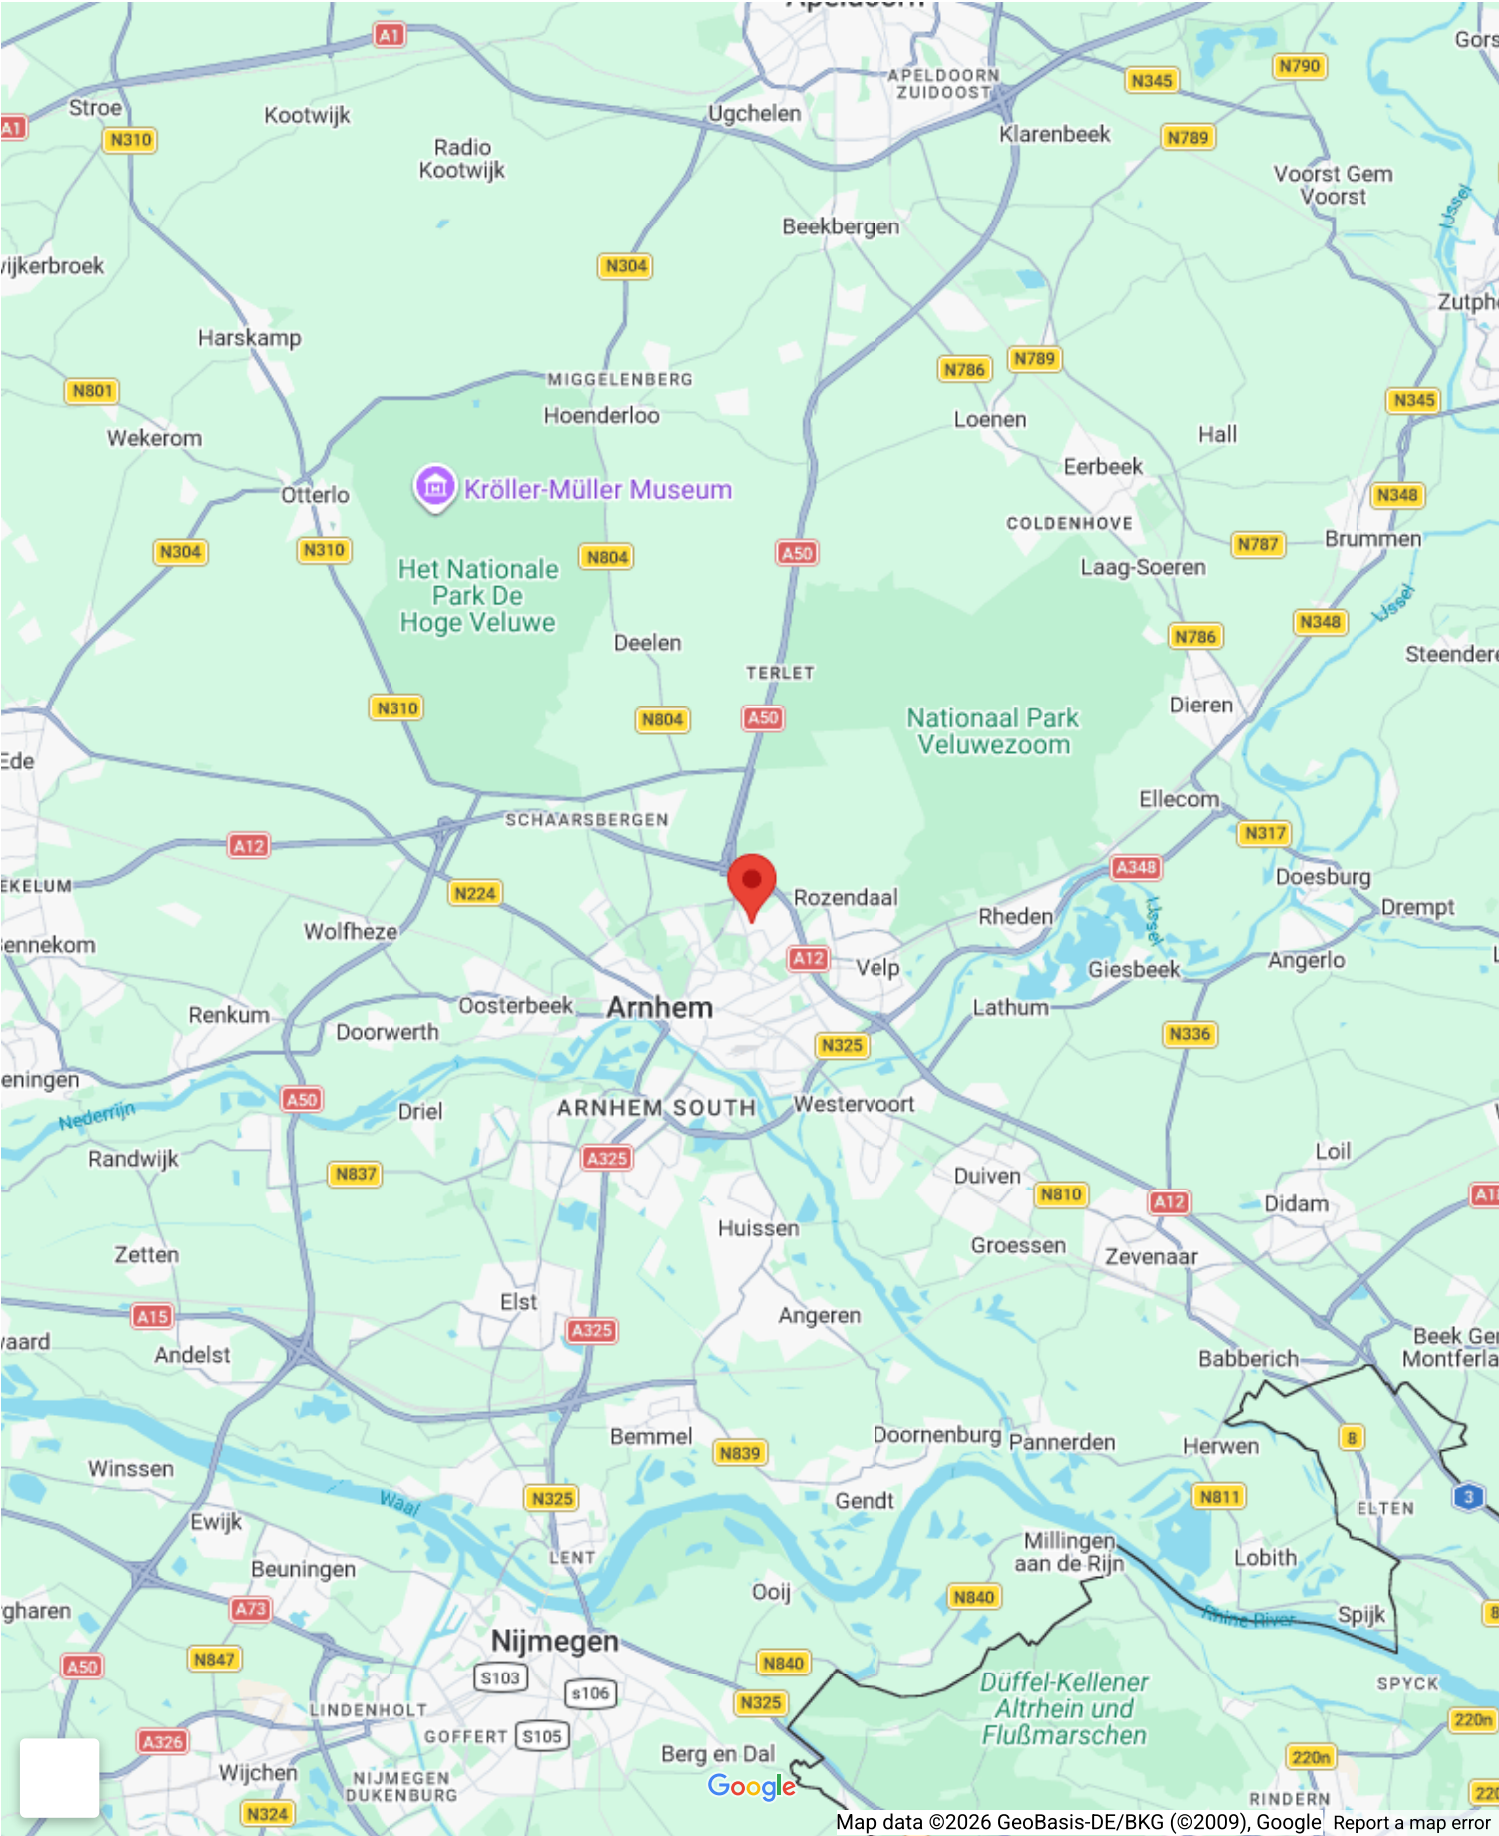 Apeldoorn
A1
APELDOORN
ZUIDOOST
N345
N790
Stroe
Kootwijk
Ugchelen
A1
N310
Klarenbeek
N789
Radio
Kootwijk
Voorst Gem
Voorst
IJssel
Beekbergen
N304
Harskamp
N789
N786
MIGGELENBERG
N801
N345
Hoenderloo
Loenen
Hall
Wekerom
Eerbeek
Kröller-Müller Museum
Otterlo
N348
COLDENHOVE
N304
N310
N804
A50
N787
Brummen
Het Nationale
Park De
Hoge Veluwe
Laag-Soeren
IJssel
N348
N786
Deelen
TERLET
Dieren
N310
N804
A50
Nationaal Park
Veluwezoom
Ede
Ellecom
SCHAARSBERGEN
N317
A12
A348
Doesburg
EKELUM
N224
Rozendaal
Drempt
Rheden
IJssel
Wolfheze
A12
Velp
Giesbeek
Angerlo
Oosterbeek
Arnhem
Lathum
Renkum
Doorwerth
N325
N336
eningen
A50
Nederrijn
Driel
ARNHEM SOUTH
Westervoort
Randwijk
N837
A325
Loil
Duiven
N810
A12
Didam
Huissen
Groessen
Zevenaar
Zetten
Elst
A15
Angeren
A325
Andelst
Babberich
Bemmel
N839
Doornenburg
Pannerden
Herwen
8
Winssen
Waal
N325
Gendt
N811
3
ELTEN
Ewijk
Millingen
aan de Rijn
LENT
Lobith
Beuningen
Ooij
N840
A73
Rhine River
Spijk
Nijmegen
N847
A50
S103
s106
N840
N325
Düffel-Kellener
Altrhein und
Flußmarschen
SPYCK
LINDENHOLT
GOFFERT
S105
220n
A326
Berg en Dal
220n
Wijchen
NIJMEGEN
DUKENBURG
Google
RINDERN
N324
Map data ©2026 GeoBasis-DE/BKG (©2009), Google
Report a map error